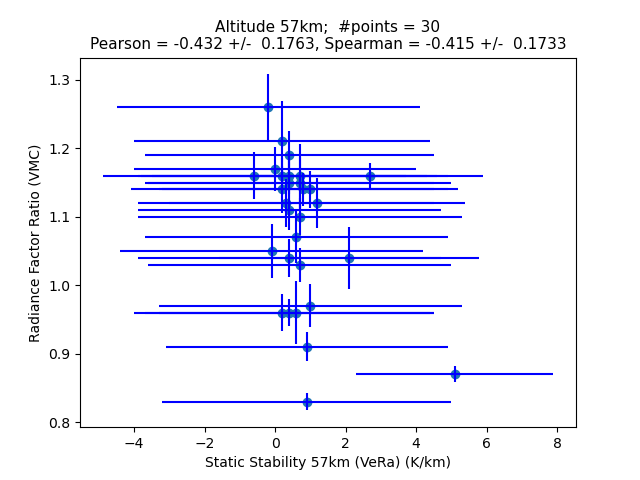 Altitude 57km;  #points = 30
Pearson = -0.432 +/-  0.1763, Spearman = -0.415 +/-  0.1733
Radiance Factor Ratio (VMC)
1.3
1.2
1.1
1.0
0.9
0.8
−4 −2 0 2 4 6 8
Static Stability 57km (VeRa) (K/km)